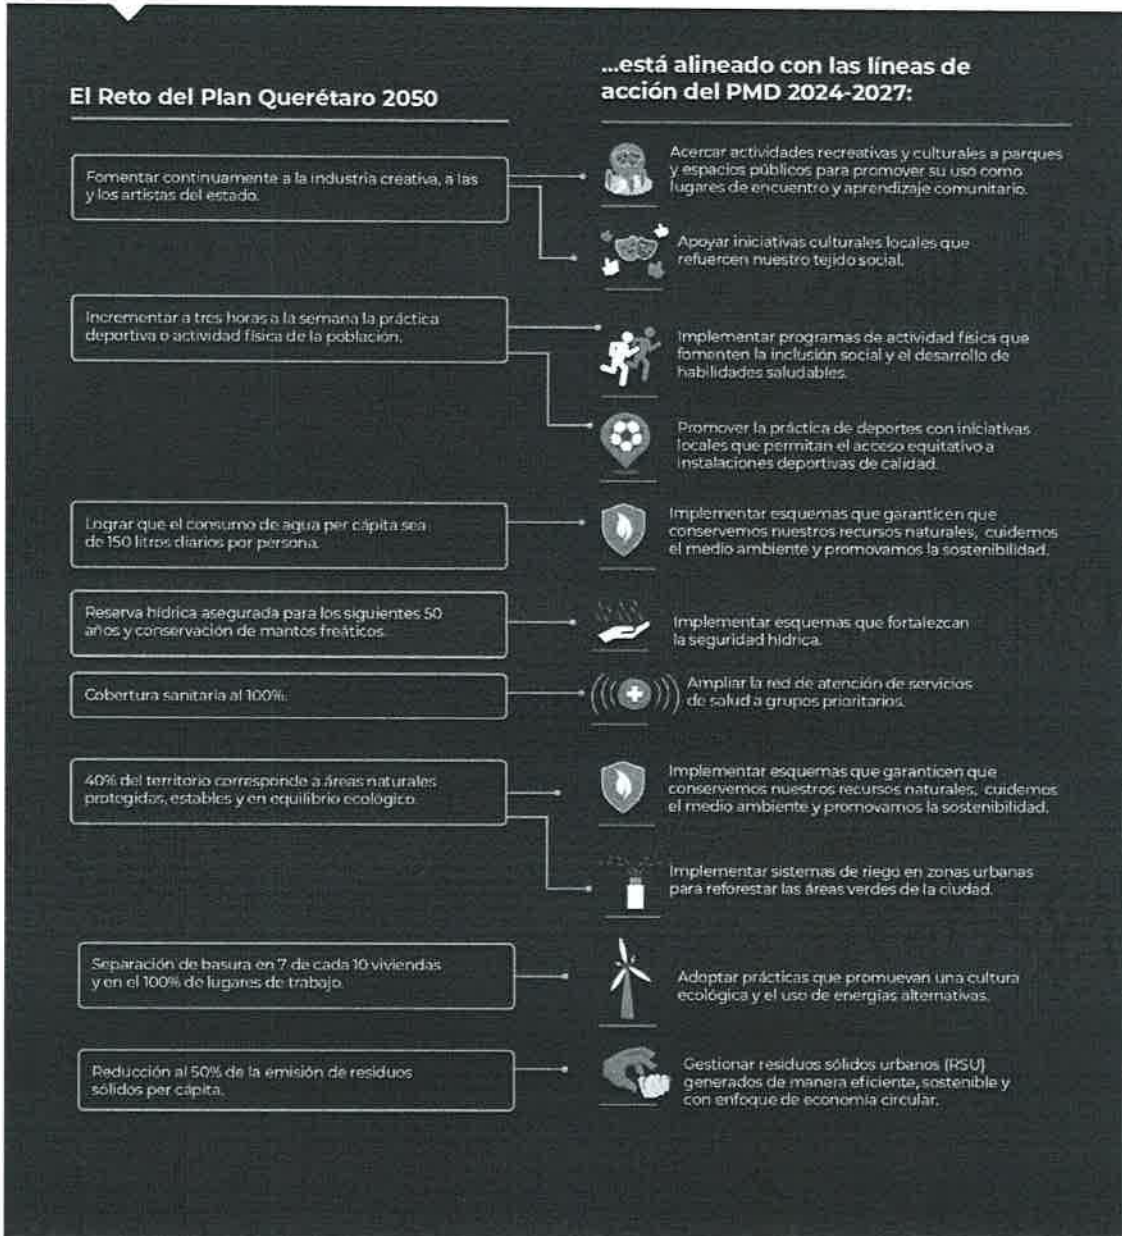 El Reto del Plan Querétaro 2050
...está alineado con las líneas de
acción del PMD 2024-2027:
Fomentar continuamente a la industria creativa, a las
y los artistas del estado.
Acercar actividades recreativas y culturales a parques
y espacios públicos para promover su uso como
lugares de encuentro y aprendizaje comunitario.
Apoyar iniciativas culturales locales que
refuercen nuestro tejido social.
Incrementar a tres horas a la semana la práctica
deportiva o actividad física de la población.
Implementar programas de actividad física que
fomenten la inclusión social y el desarrollo de
habilidades saludables.
Promover la práctica de deportes con iniciativas
locales que permitan el acceso equitativo a
instalaciones deportivas de calidad.
Lograr que el consumo de agua per cápita sea
de 150 litros diarios por persona.
Implementar esquemas que garanticen que
conservemos nuestros recursos naturales, cuidemos
el medio ambiente y promovamos la sostenibilidad.
Reserva hídrica asegurada para los siguientes 50
años y conservación de mantos freáticos.
Implementar esquemas que fortalezcan
la seguridad hídrica.
Cobertura sanitaria al 100%.
Ampliar la red de atención de servicios
de salud a grupos prioritarios.
40% del territorio corresponde a áreas naturales
protegidas, estables y en equilibrio ecológico.
Implementar esquemas que garanticen que
conservemos nuestros recursos naturales, cuidemos
el medio ambiente y promovamos la sostenibilidad.
Implementar sistemas de riego en zonas urbanas
para reforestar las áreas verdes de la ciudad.
Separación de basura en 7 de cada 10 viviendas
y en el 100% de lugares de trabajo.
Adoptar prácticas que promuevan una cultura
ecológica y el uso de energías alternativas.
Reducción al 50% de la emisión de residuos
sólidos per cápita.
Gestionar residuos sólidos urbanos (RSU)
generados de manera eficiente, sostenible y
con enfoque de economía circular.